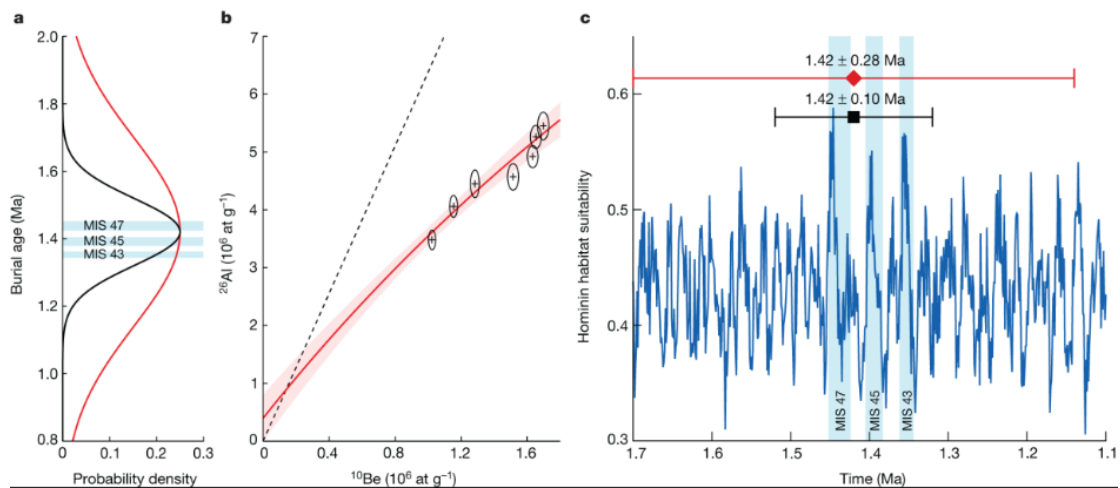 a
2.0
1.8
1.6
1.4
1.2
1.0
0.8
Burial age (Ma)
MIS 47
MIS 45
MIS 43
0 0.1 0.2 0.3
Probability density
b
7
6
5
4
3
2
1
0
²⁶Al (10⁶ at g⁻¹)
0 0.6 1.2 1.8
¹⁰Be (10⁶ at g⁻¹)
c
1.42 ± 0.28 Ma
1.42 ± 0.10 Ma
0.6
0.5
0.4
0.3
Hominin habitat suitability
MIS 47
MIS 45
MIS 43
1.7 1.6 1.5 1.4 1.3 1.2 1.1
Time (Ma)